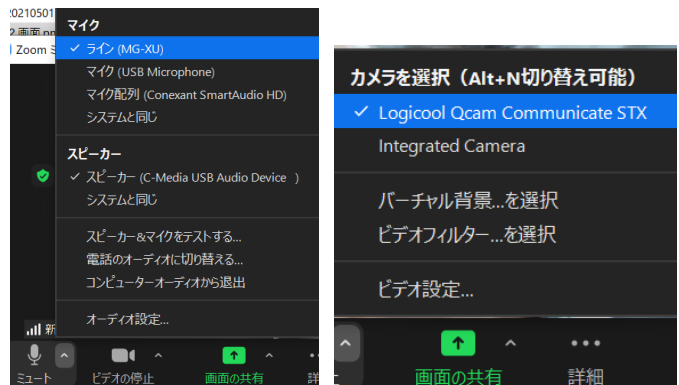 20210501
2.画面.pn
Zoom ミ
マイク
ライン (MG-XU)
マイク (USB Microphone)
マイク配列 (Conexant SmartAudio HD)
システムと同じ
スピーカー
スピーカー (C-Media USB Audio Device )
システムと同じ
スピーカー&マイクをテストする...
電話のオーディオに切り替える...
コンピューターオーディオから退出
オーディオ設定...
新
ミュート
ビデオの停止
画面の共有
詳
カメラを選択（Alt+N切り替え可能）
Logicool Qcam Communicate STX
Integrated Camera
バーチャル背景...を選択
ビデオフィルター...を選択
ビデオ設定...
画面の共有
詳細